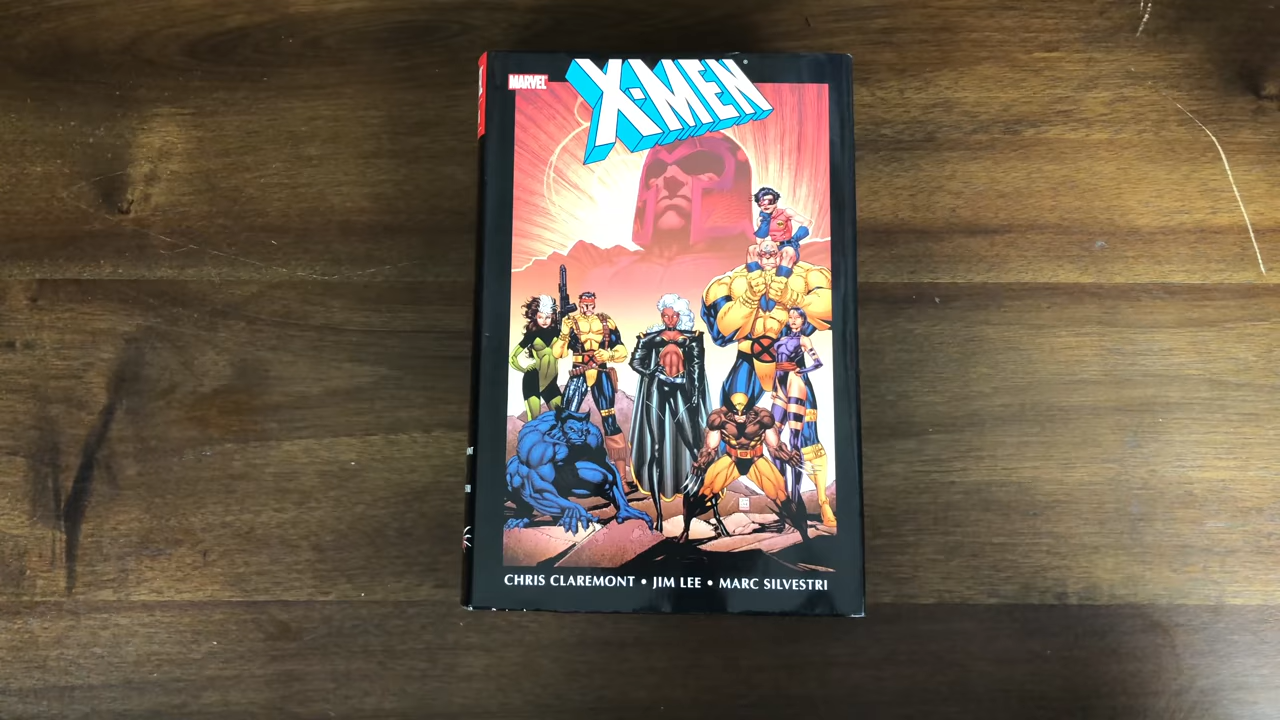 MARVEL
X-MEN
CHRIS CLAREMONT • JIM LEE • MARC SILVESTRI